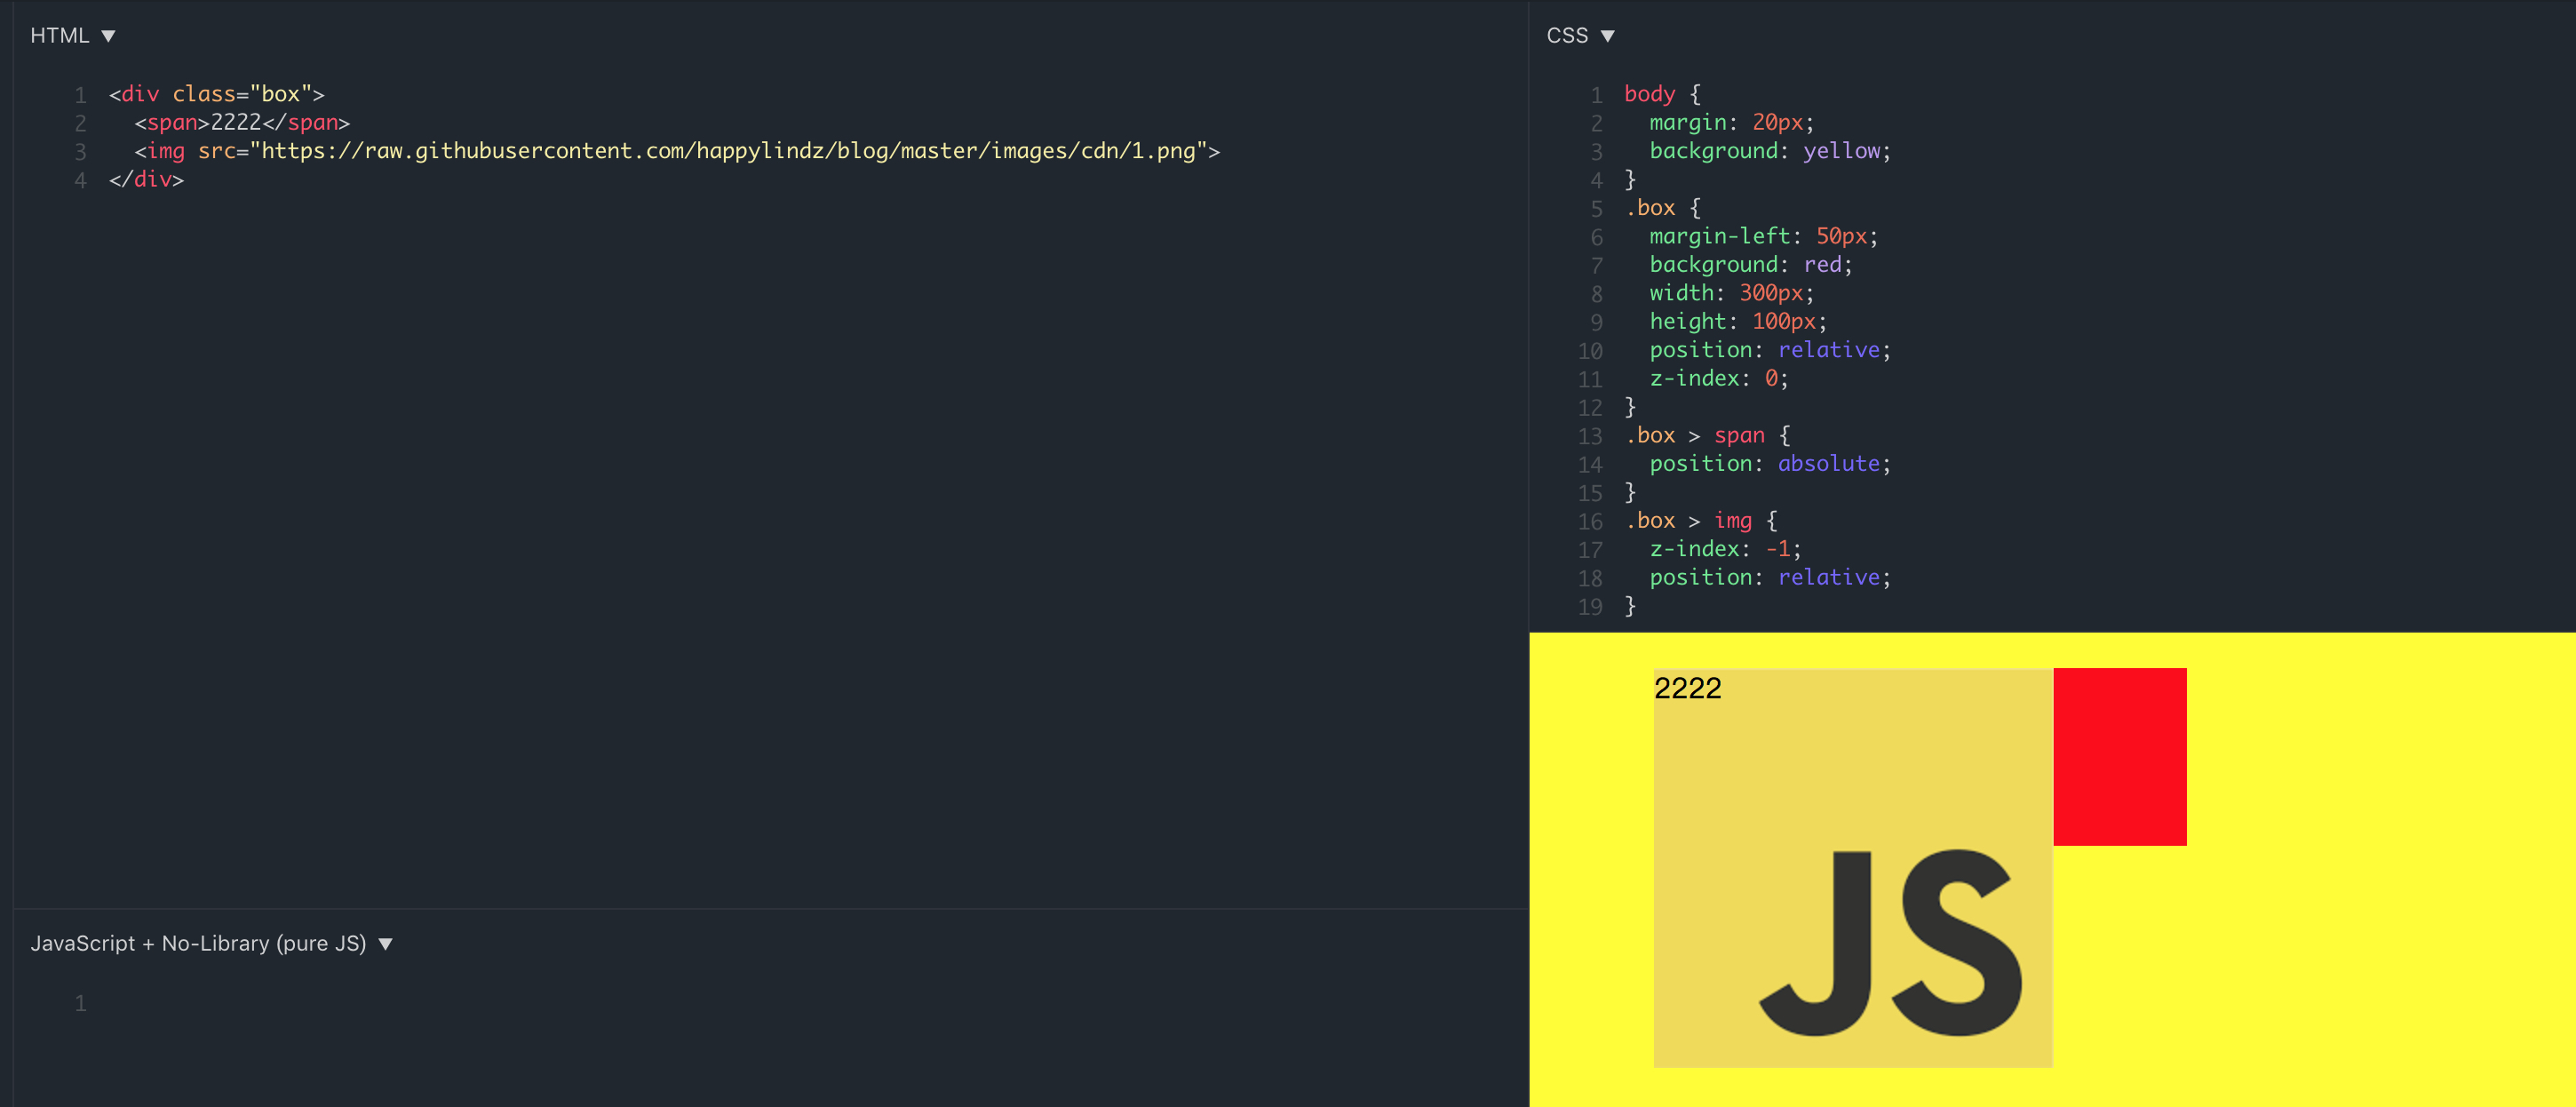 HTML ▼
1 <div class="box">
2   <span>2222</span>
3   <img src="https://raw.githubusercontent.com/happylindz/blog/master/images/cdn/1.png">
4 </div>
JavaScript + No-Library (pure JS) ▼
1
CSS ▼
1 body {
2   margin: 20px;
3   background: yellow;
4 }
5 .box {
6   margin-left: 50px;
7   background: red;
8   width: 300px;
9   height: 100px;
10   position: relative;
11   z-index: 0;
12 }
13 .box > span {
14   position: absolute;
15 }
16 .box > img {
17   z-index: -1;
18   position: relative;
19 }
2222
JS